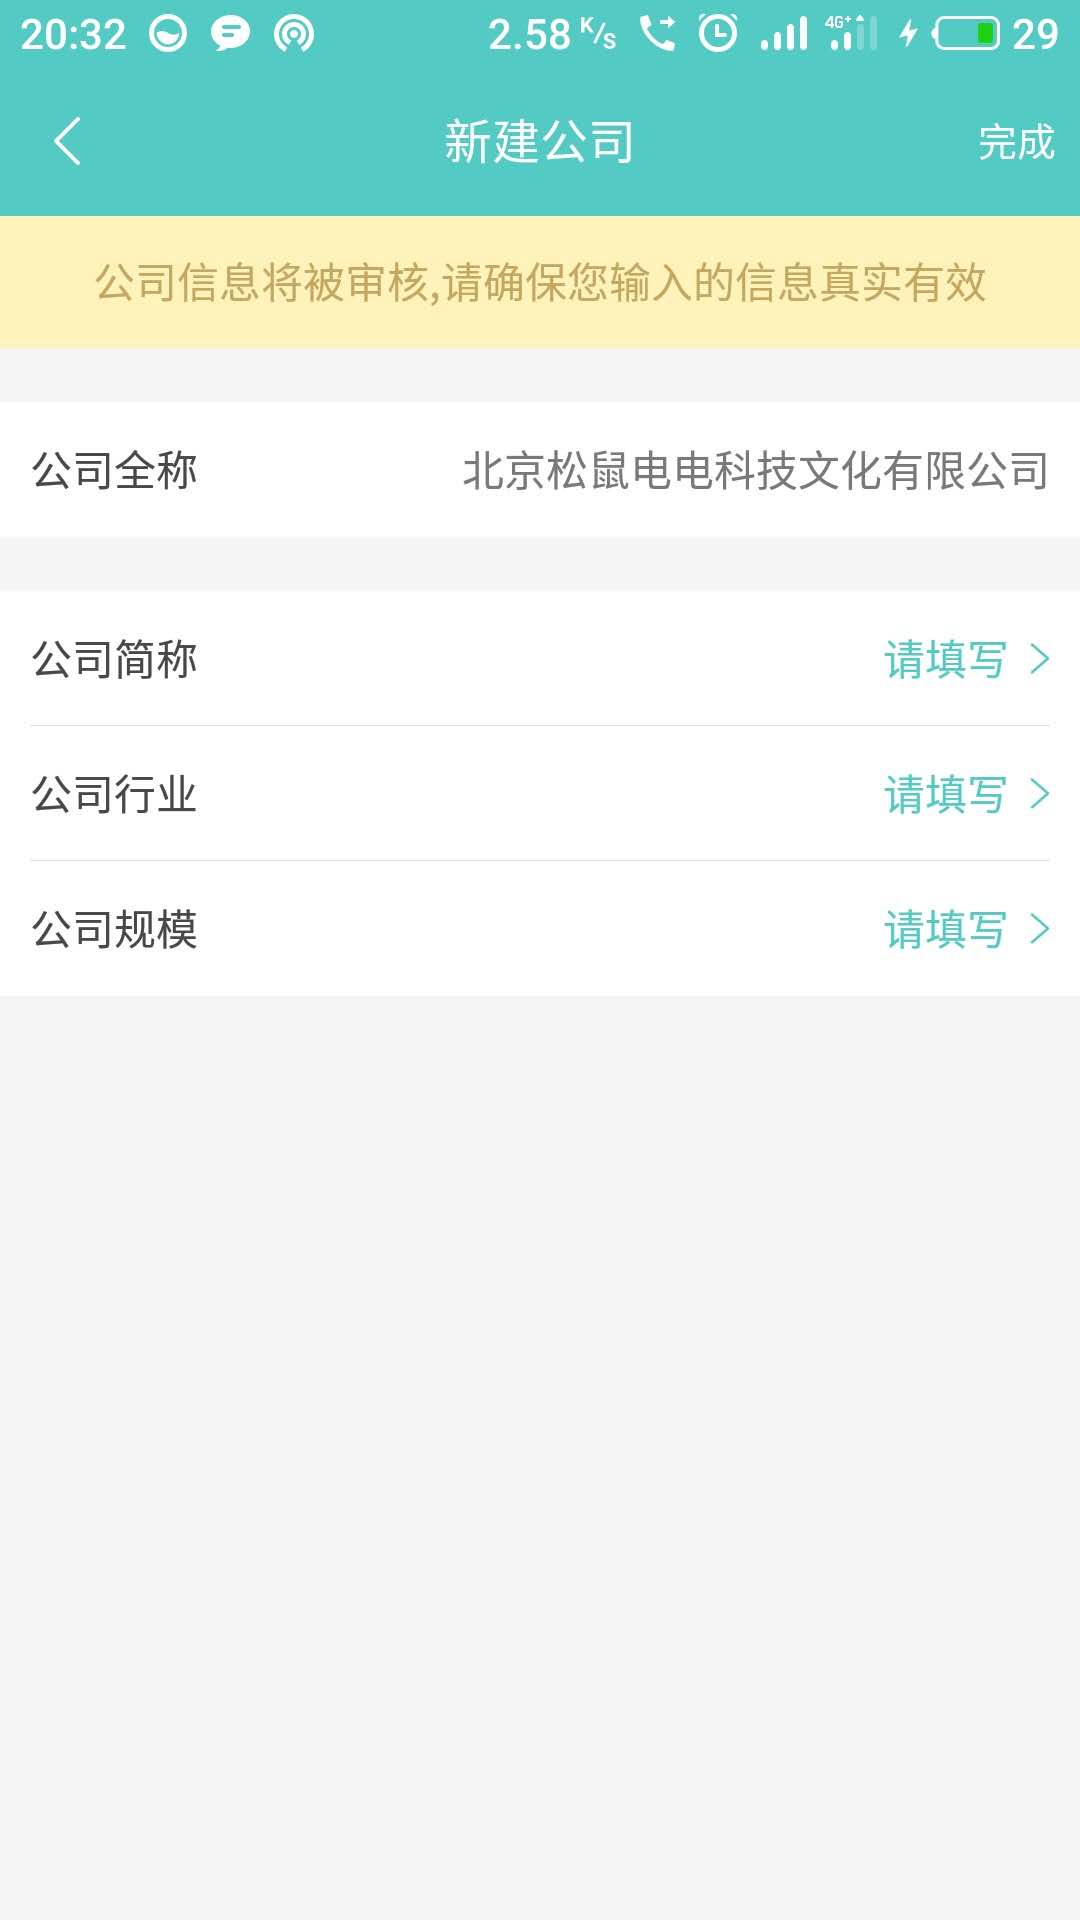 20:32 2.58 K/S 4G+ 29
新建公司 完成
公司信息将被审核,请确保您输入的信息真实有效
公司全称 北京松鼠电电科技文化有限公司
公司简称 请填写
公司行业 请填写
公司规模 请填写